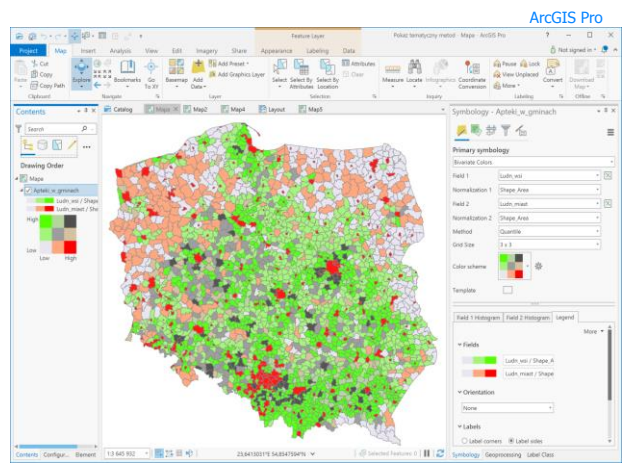 ArcGIS Pro
Feature Layer
Pokaz tematyczny metod - Mapa - ArcGIS Pro
Project Map Insert Analysis View Edit Imagery Share Appearance Labeling Data
Not signed in
Paste Cut Copy Copy Path
Explore Bookmarks Go To XY
Basemap Add Data Add Preset Add Graphics Layer
Select Select By Attributes Select By Location Attributes Clear
Measure Locate Infographics Coordinate Conversion
Pause Lock View Unplaced More Convert Download Map
Clipboard Navigate Layer Selection Inquiry Labeling Offline
Contents
Search
Drawing Order
Mapa
Apteki_w_gminach
Ludn_wsi / Shape
Ludn_miast / Sha
High
Low
Low High
Contents Configur... Element
Catalog Mapa Map2 Map4 Layout Map5
1:3 645 902
Selected Features: 0
Symbology - Apteki_w_gminach
Primary symbology
Bivariate Colors
Field 1 Ludn_wsi
Normalization 1 Shape_Area
Field 2 Ludn_miast
Normalization 2 Shape_Area
Method Quantile
Grid Size 3 x 3
Color scheme
Template
Field 1 Histogram Field 2 Histogram Legend
More
Fields
Ludn_wsi / Shape_A
Ludn_miast / Shape
Orientation
None
Labels
Label corners Label sides
Symbology Geoprocessing Label Class